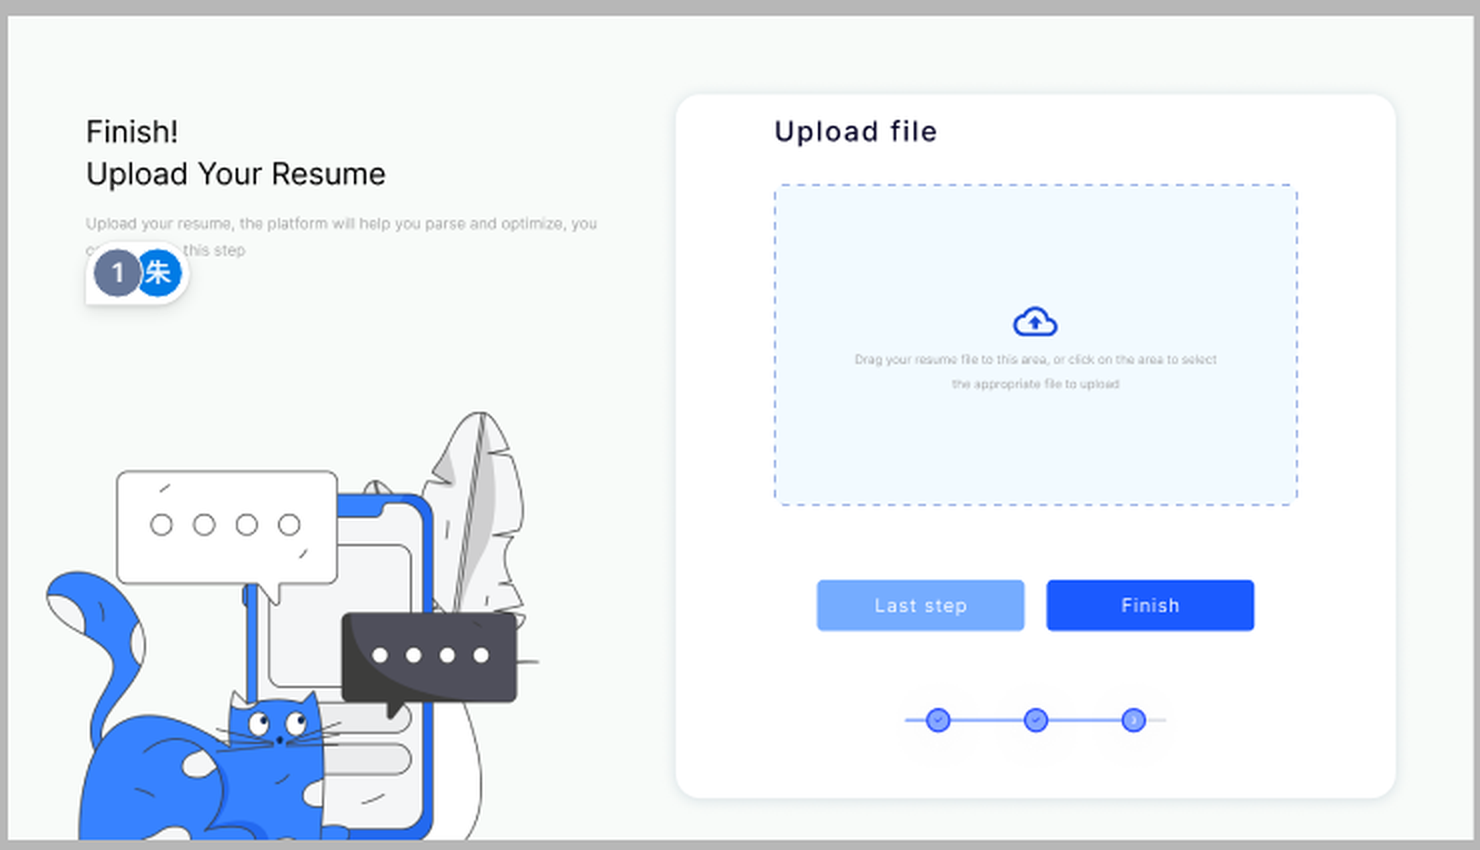 Finish!
Upload Your Resume
Upload your resume, the platform will help you parse and optimize, you
this step
1 朱
Upload file
Drag your resume file to this area, or click on the area to select
the appropriate file to upload
Last step
Finish
3